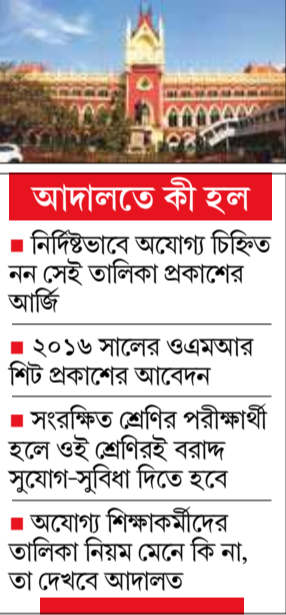 আদালতে কী হল
■ নির্দিষ্টভাবে অযোগ্য চিহ্নিত
নন সেই তালিকা প্রকাশের
আর্জি
■ ২০১৬ সালের ওএমআর
শিট প্রকাশের আবেদন
■ সংরক্ষিত শ্রেণির পরীক্ষার্থী
হলে ওই শ্রেণিরই বরাদ্দ
সুযোগ-সুবিধা দিতে হবে
■ অযোগ্য শিক্ষাকর্মীদের
তালিকা নিয়ম মেনে কি না,
তা দেখবে আদালত